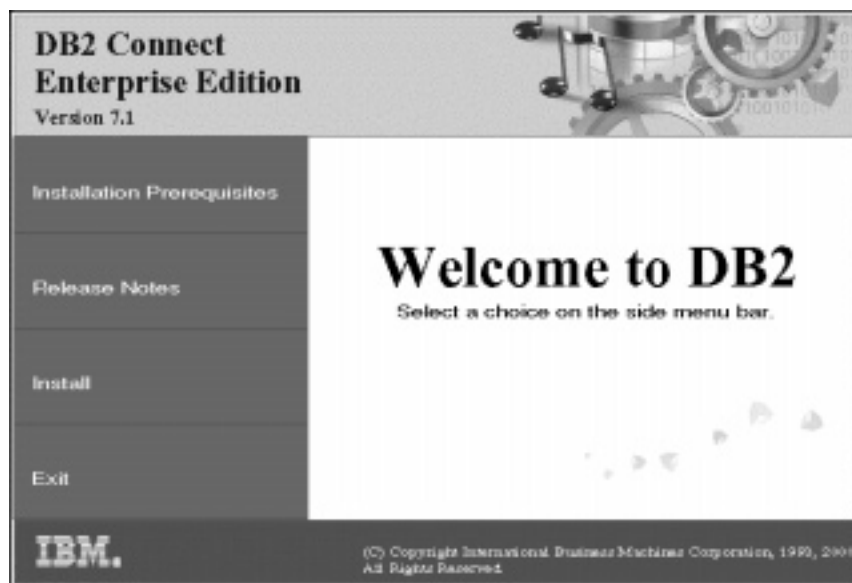 DB2 Connect
Enterprise Edition
Version 7.1
Installation Prerequisites
Release Notes
Install
Exit
Welcome to DB2
Select a choice on the side menu bar.
IBM.
(C) Copyright International Business Machines Corporation, 1993,
All Rights Reserved.